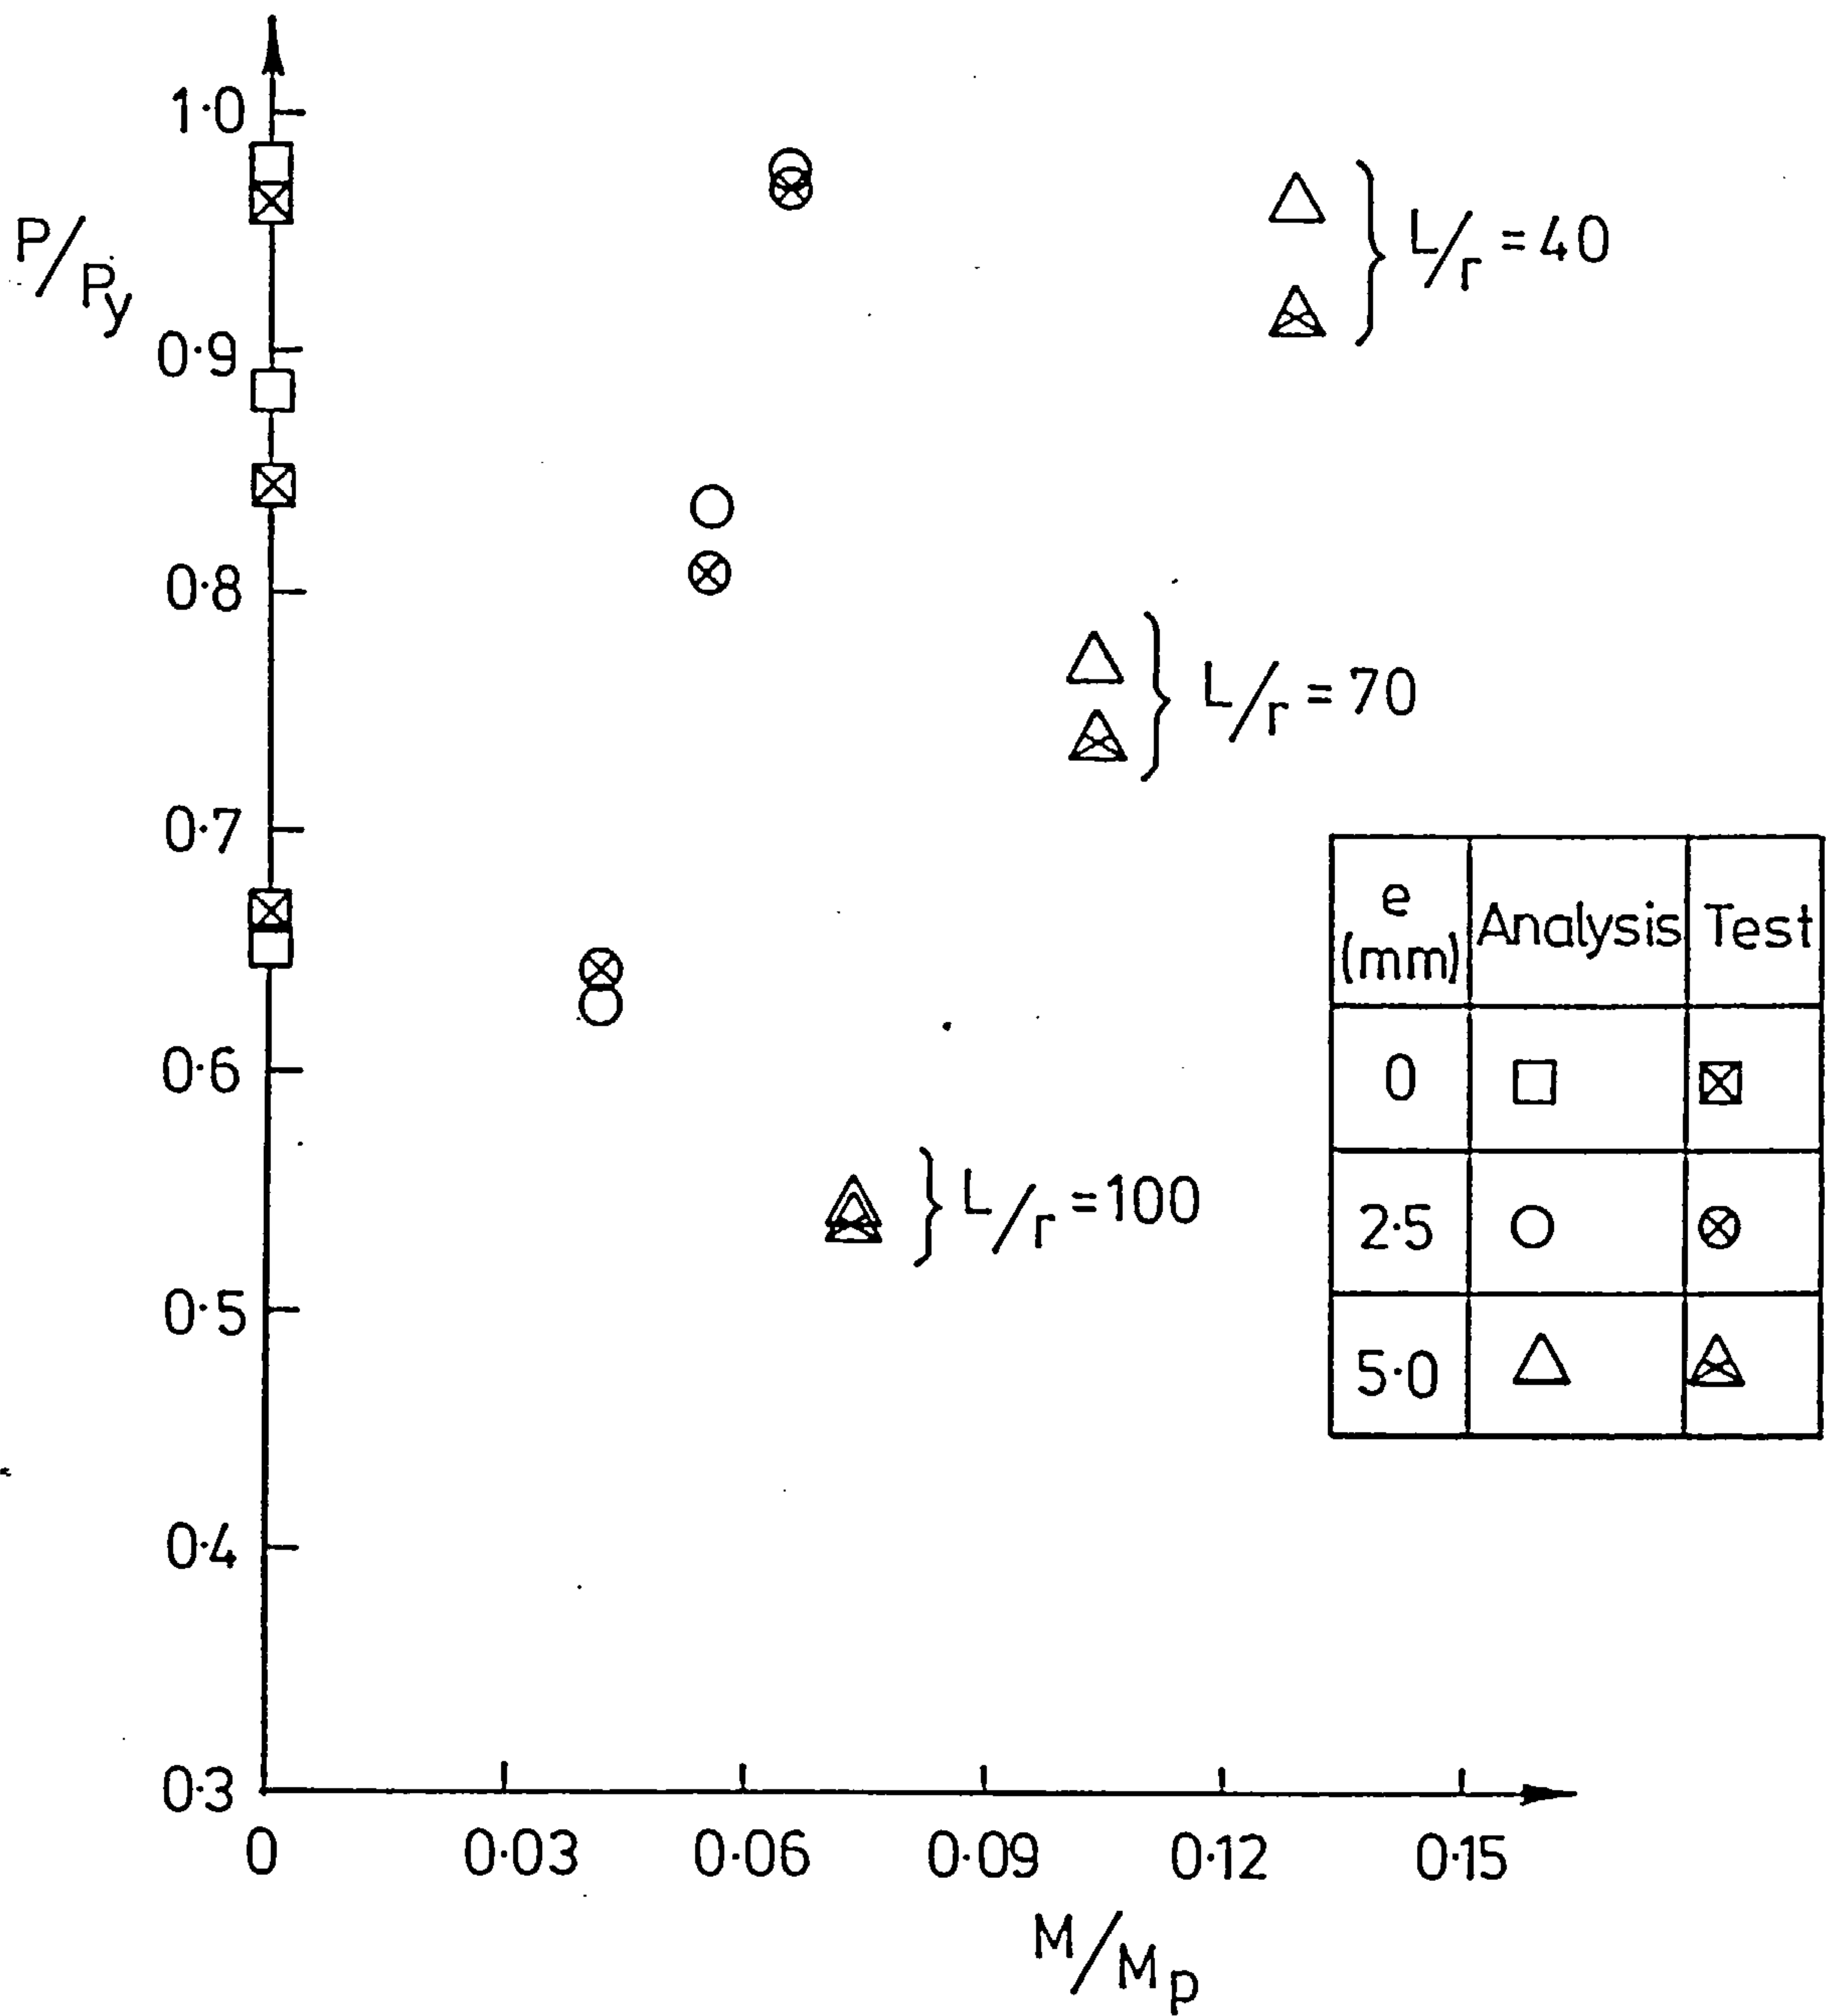 P/Py
1·0
0·9
0·8
0·7
0·6
0·5
0·4
0·3
0
0·03
0·06
0·09
0·12
0·15
M/Mp
L/r = 40
L/r = 70
L/r = 100
e (mm) Analysis Test
0
2·5
5·0